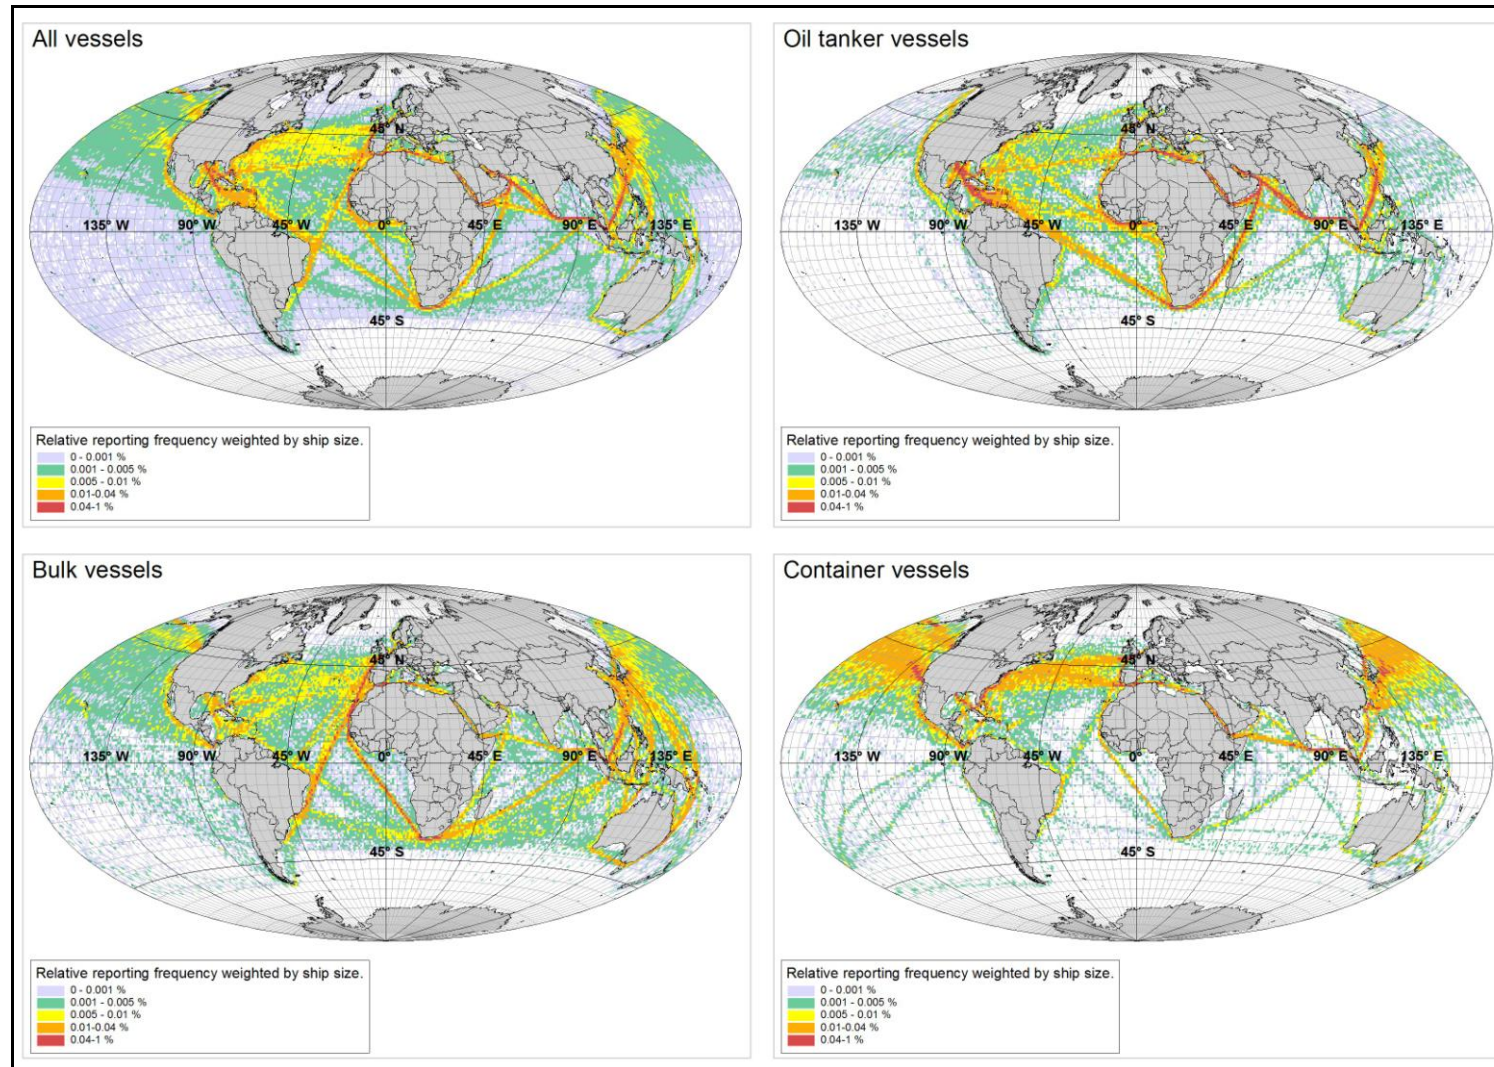 All vessels
45° N
135° W
90° W
45° W
0°
45° E
90° E
135° E
45° S
Relative reporting frequency weighted by ship size.
0 - 0.001 %
0.001 - 0.005 %
0.005 - 0.01 %
0.01-0.04 %
0.04-1 %
Oil tanker vessels
45° N
135° W
90° W
45° W
0°
45° E
90° E
135° E
45° S
Relative reporting frequency weighted by ship size.
0 - 0.001 %
0.001 - 0.005 %
0.005 - 0.01 %
0.01-0.04 %
0.04-1 %
Bulk vessels
45° N
135° W
90° W
45° W
0°
45° E
90° E
135° E
45° S
Relative reporting frequency weighted by ship size.
0 - 0.001 %
0.001 - 0.005 %
0.005 - 0.01 %
0.01-0.04 %
0.04-1 %
Container vessels
45° N
135° W
90° W
45° W
0°
45° E
90° E
135° E
45° S
Relative reporting frequency weighted by ship size.
0 - 0.001 %
0.001 - 0.005 %
0.005 - 0.01 %
0.01-0.04 %
0.04-1 %